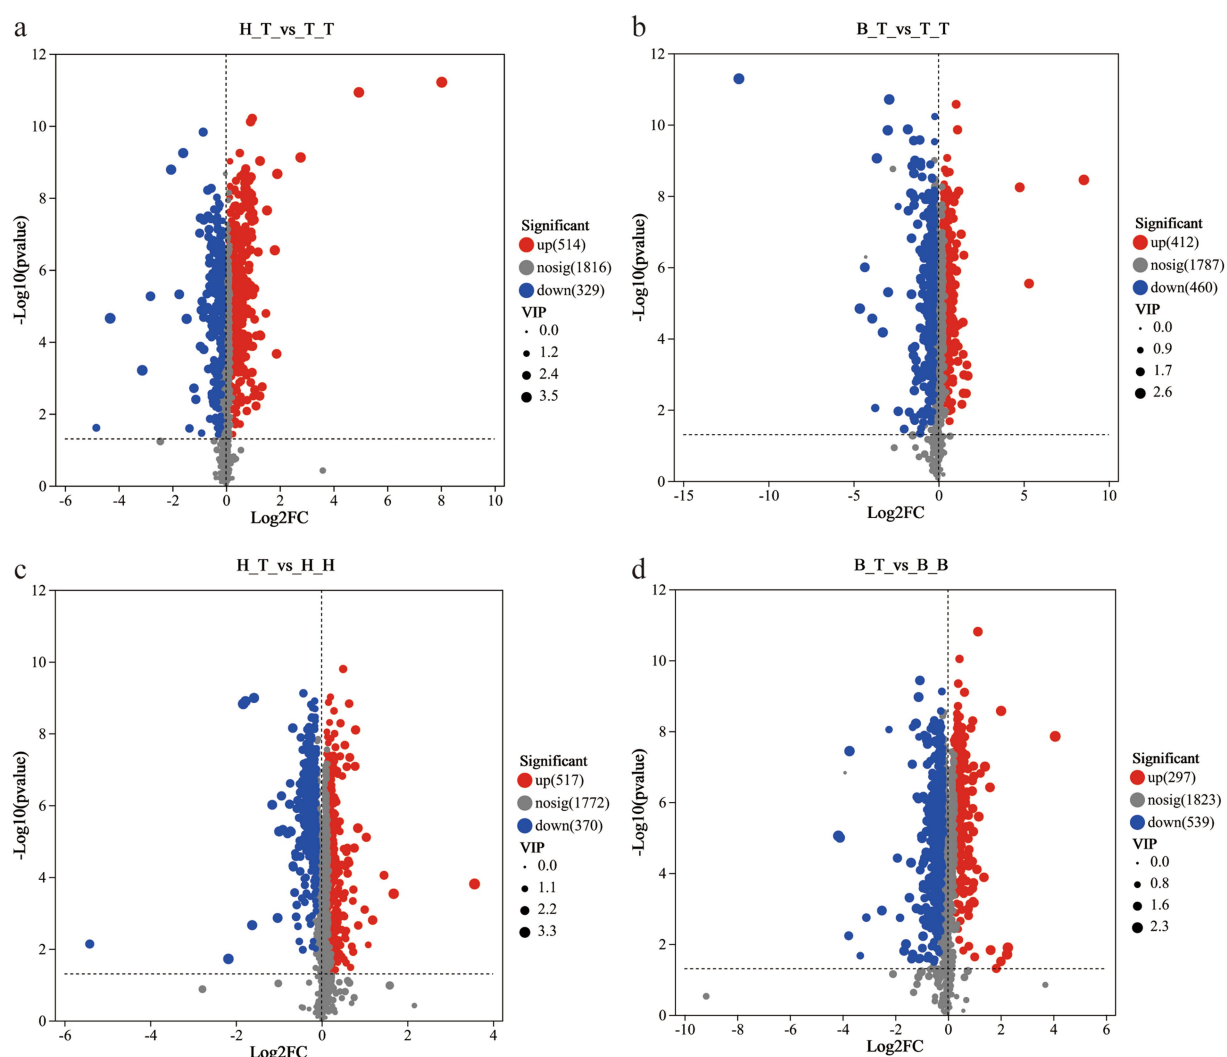 a
H_T_vs_T_T
12
10
8
6
4
2
0
-Log10(pvalue)
-6
-4
-2
0
2
4
6
8
10
Log2FC
Significant
up(514)
nosig(1816)
down(329)
VIP
0.0
1.2
2.4
3.5
b
B_T_vs_T_T
12
10
8
6
4
2
0
-Log10(pvalue)
-15
-10
-5
0
5
10
Log2FC
Significant
up(412)
nosig(1787)
down(460)
VIP
0.0
0.9
1.7
2.6
c
H_T_vs_H_H
12
10
8
6
4
2
0
-Log10(pvalue)
-6
-4
-2
0
2
4
Log2FC
Significant
up(517)
nosig(1772)
down(370)
VIP
0.0
1.1
2.2
3.3
d
B_T_vs_B_B
12
10
8
6
4
2
0
-Log10(pvalue)
-10
-8
-6
-4
-2
0
2
4
6
Log2FC
Significant
up(297)
nosig(1823)
down(539)
VIP
0.0
0.8
1.6
2.3